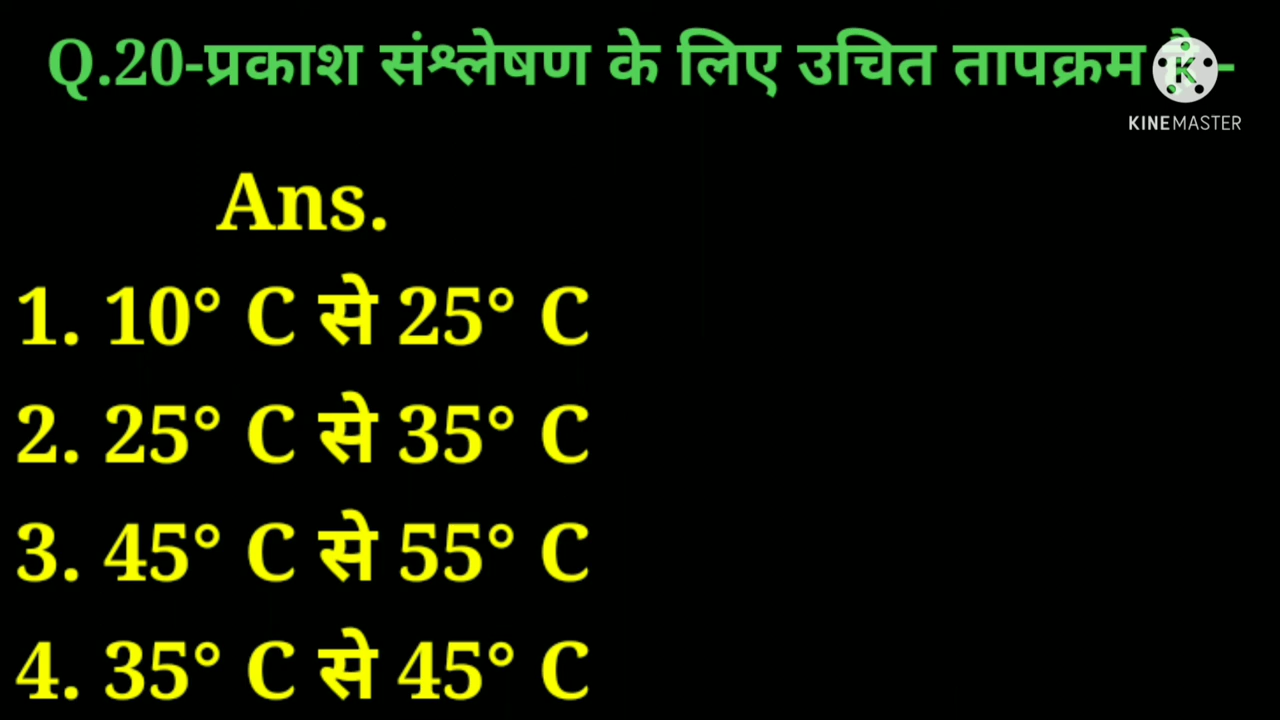 Q.20-प्रकाश संश्लेषण के लिए उचित तापक्रम -
KINEMASTER
Ans.
1. 10° C से 25° C
2. 25° C से 35° C
3. 45° C से 55° C
4. 35° C से 45° C